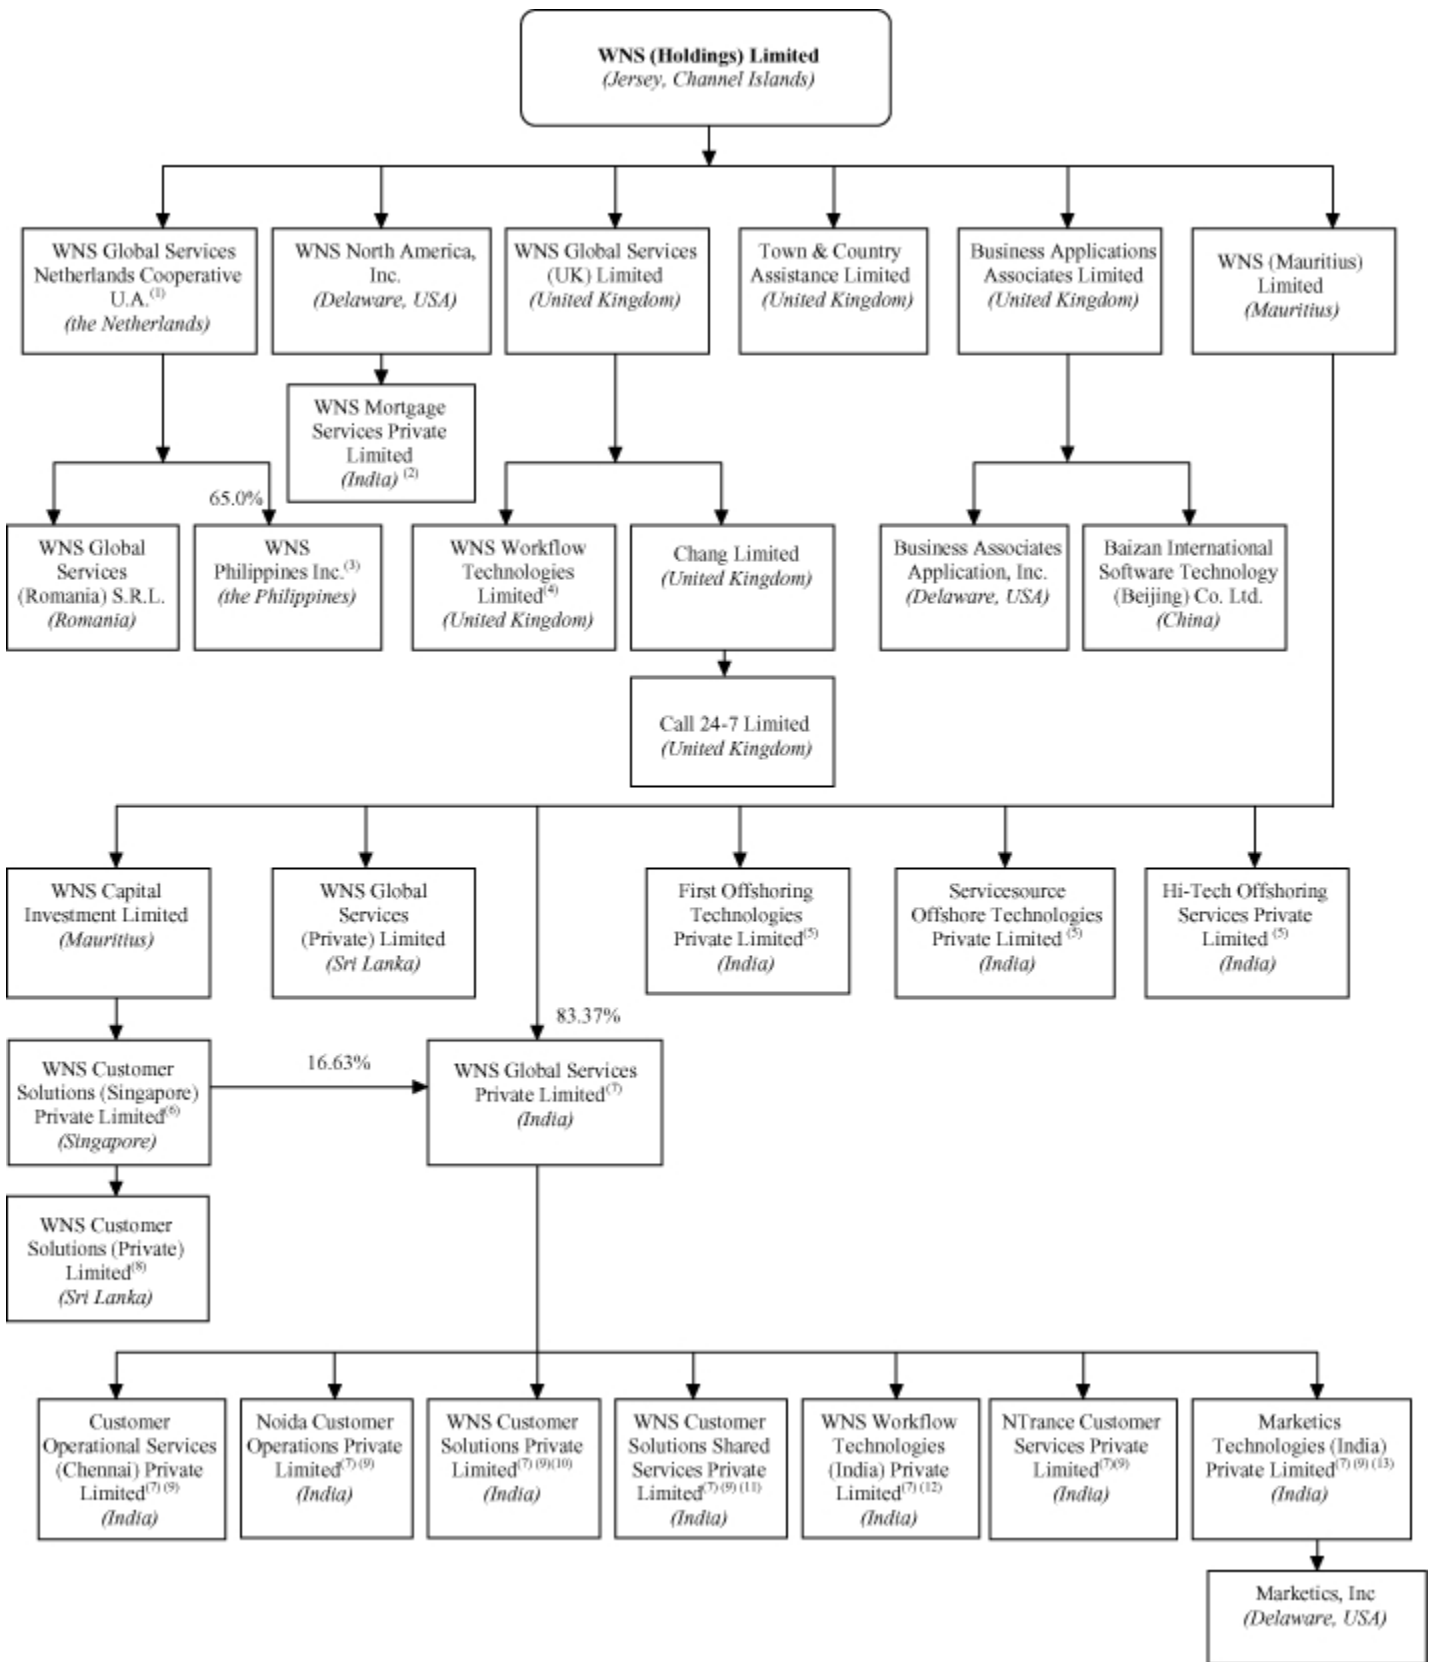 WNS (Holdings) Limited
(Jersey, Channel Islands)
WNS Global Services
Netherlands Cooperative
U.A.(1)
(the Netherlands)
WNS North America,
Inc.
(Delaware, USA)
WNS Global Services
(UK) Limited
(United Kingdom)
Town & Country
Assistance Limited
(United Kingdom)
Business Applications
Associates Limited
(United Kingdom)
WNS (Mauritius)
Limited
(Mauritius)
WNS Mortgage
Services Private
Limited
(India) (2)
65.0%
WNS Global
Services
(Romania) S.R.L.
(Romania)
WNS
Philippines Inc.(3)
(the Philippines)
WNS Workflow
Technologies
Limited(4)
(United Kingdom)
Chang Limited
(United Kingdom)
Business Associates
Application, Inc.
(Delaware, USA)
Baizan International
Software Technology
(Beijing) Co. Ltd.
(China)
Call 24-7 Limited
(United Kingdom)
WNS Capital
Investment Limited
(Mauritius)
WNS Global
Services
(Private) Limited
(Sri Lanka)
First Offshoring
Technologies
Private Limited(5)
(India)
Servicesource
Offshore Technologies
Private Limited (5)
(India)
Hi-Tech Offshoring
Services Private
Limited (5)
(India)
83.37%
WNS Customer
Solutions (Singapore)
Private Limited(6)
(Singapore)
16.63%
WNS Global Services
Private Limited(7)
(India)
WNS Customer
Solutions (Private)
Limited(8)
(Sri Lanka)
Customer
Operational Services
(Chennai) Private
Limited(7) (9)
(India)
Noida Customer
Operations Private
Limited(7) (9)
(India)
WNS Customer
Solutions Private
Limited(7) (9)(10)
(India)
WNS Customer
Solutions Shared
Services Private
Limited(7) (9) (11)
(India)
WNS Workflow
Technologies
(India) Private
Limited(7) (12)
(India)
NTrance Customer
Services Private
Limited(7)(9)
(India)
Marketics
Technologies (India)
Private Limited(7) (9) (13)
(India)
Marketics, Inc
(Delaware, USA)